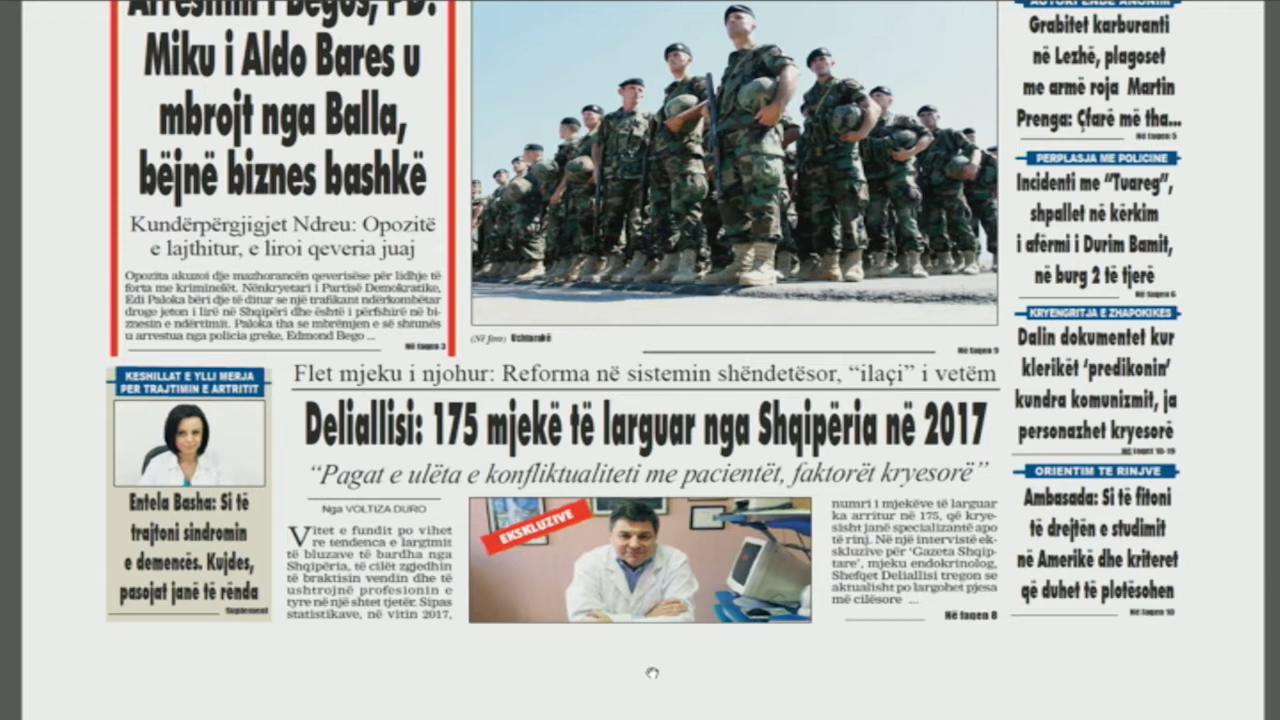 Arrestimi i Begos, PD:
Miku i Aldo Bares u
mbrojt nga Balla,
bëjnë biznes bashkë
Kundërpërgjigjet Ndreu: Opozitë
e lajthitur, e liroi qeveria juaj
Opozita akuzoi dje mazhorancën qeverisëse për lidhje të
forta me kriminelët. Nënkryetari i Partisë Demokratike,
Edi Paloka bëri dje të ditur se një trafikant ndërkombëtar
droge jeton i lirë në Shqipëri dhe është i përfshirë në bi-
znesin e ndërtimit. Paloka tha se mbrëmjen e së shtunës
u arrestua nga policia greke, Edmond Bego ...
Në faqen 3
(Në foto) Ushtarakë
Në faqen 9
AUTORI ENDE ANONIM
Grabitet karburanti
në Lezhë, plagoset
me armë roja Martin
Prenga: Çfarë më tha...
Në faqen 5
PERPLASJA ME POLICINE
Incidenti me “Tuareg”,
shpallet në kërkim
i afërmi i Durim Bamit,
në burg 2 të tjerë
Në faqen 6
KRYENGRITJA E ZHAPOKIKES
Dalin dokumentet kur
klerikët ‘predikonin’
kundra komunizmit, ja
personazhet kryesorë
Në faqet 18-19
ORIENTIM TE RINJVE
Ambasada: Si të fitoni
të drejtën e studimit
në Amerikë dhe kriteret
që duhet të plotësohen
Në faqen 10
KESHILLAT E YLLI MERJA
PER TRAJTIMIN E ARTRITIT
Entela Basha: Si të
trajtoni sindromin
e demencës. Kujdes,
pasojat janë të rënda
Suplement
Flet mjeku i njohur: Reforma në sistemin shëndetësor, “ilaçi” i vetëm
Deliallisi: 175 mjekë të larguar nga Shqipëria në 2017
“Pagat e ulëta e konfliktualiteti me pacientët, faktorët kryesorë”
Nga VOLTIZA DURO
Vitet e fundit po vihet
re tendenca e largimit
të bluzave të bardha nga
Shqipëria, të cilët zgjedhin
të braktisin vendin dhe të
ushtrojnë profesionin e
tyre në një shtet tjetër. Sipas
statistikave, në vitin 2017,
EKSKLUZIVE
numri i mjekëve të larguar
ka arritur në 175, që krye-
sisht janë specializantë apo
të rinj. Në një intervistë ek-
skluzive për ‘Gazeta Shqip-
tare’, mjeku endokrinolog,
Shefqet Deliallisi tregon se
aktualisht po largohet pjesa
më cilësore ...
Në faqen 8